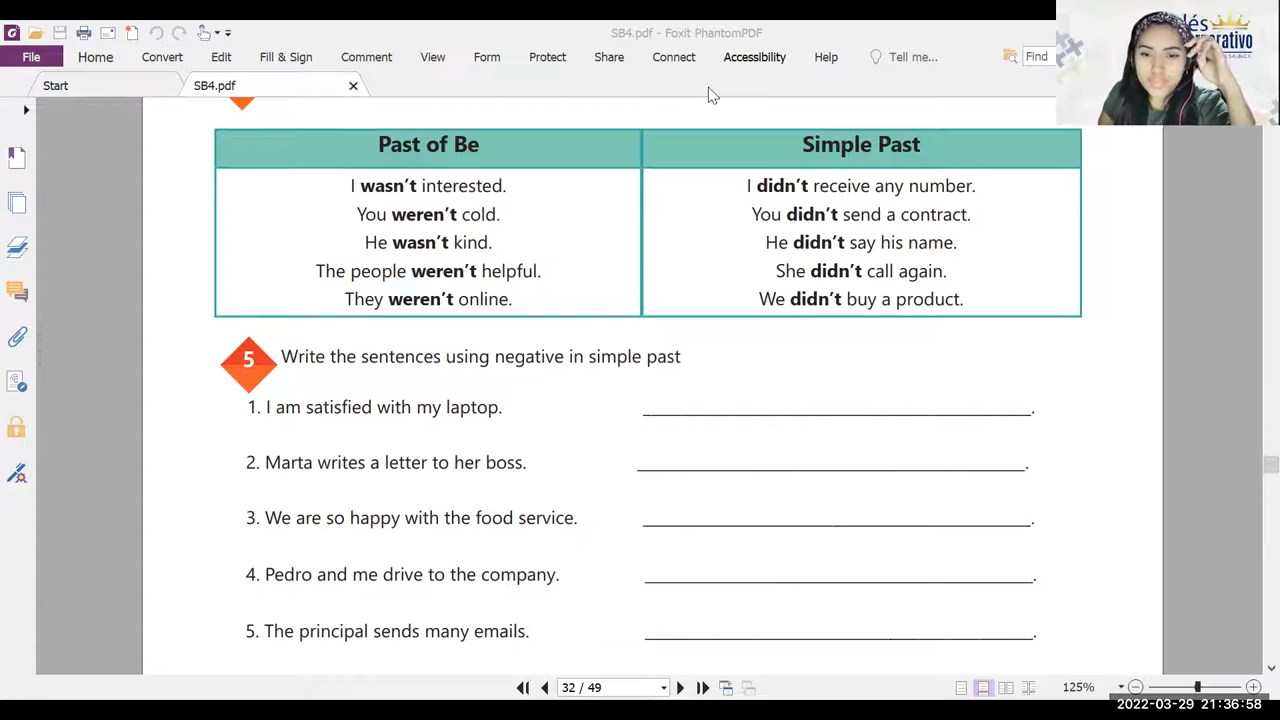 SB4.pdf - Foxit PhantomPDF
File Home Convert Edit Fill & Sign Comment View Form Protect Share Connect Accessibility Help Tell me... Find
Start SB4.pdf
Past of Be Simple Past
I wasn't interested. I didn't receive any number.
You weren't cold. You didn't send a contract.
He wasn't kind. He didn't say his name.
The people weren't helpful. She didn't call again.
They weren't online. We didn't buy a product.
5 Write the sentences using negative in simple past
1. I am satisfied with my laptop. ______________________________.
2. Marta writes a letter to her boss. ______________________________.
3. We are so happy with the food service. ______________________________.
4. Pedro and me drive to the company. ______________________________.
5. The principal sends many emails. ______________________________.
32 / 49 125%
2022-03-29 21:36:58